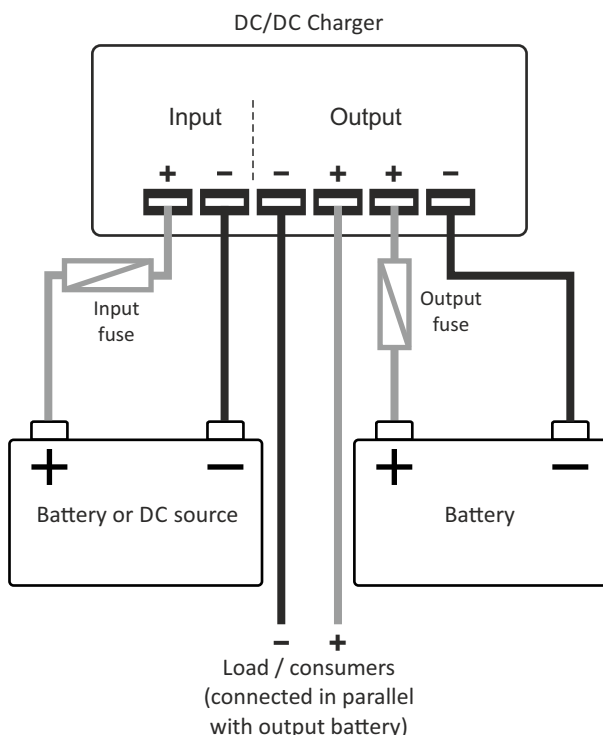 DC/DC Charger
Input
Output
+ − − + + −
Input
fuse
Output
fuse
+ −
Battery or DC source
+ −
Battery
− +
Load / consumers
(connected in parallel
with output battery)